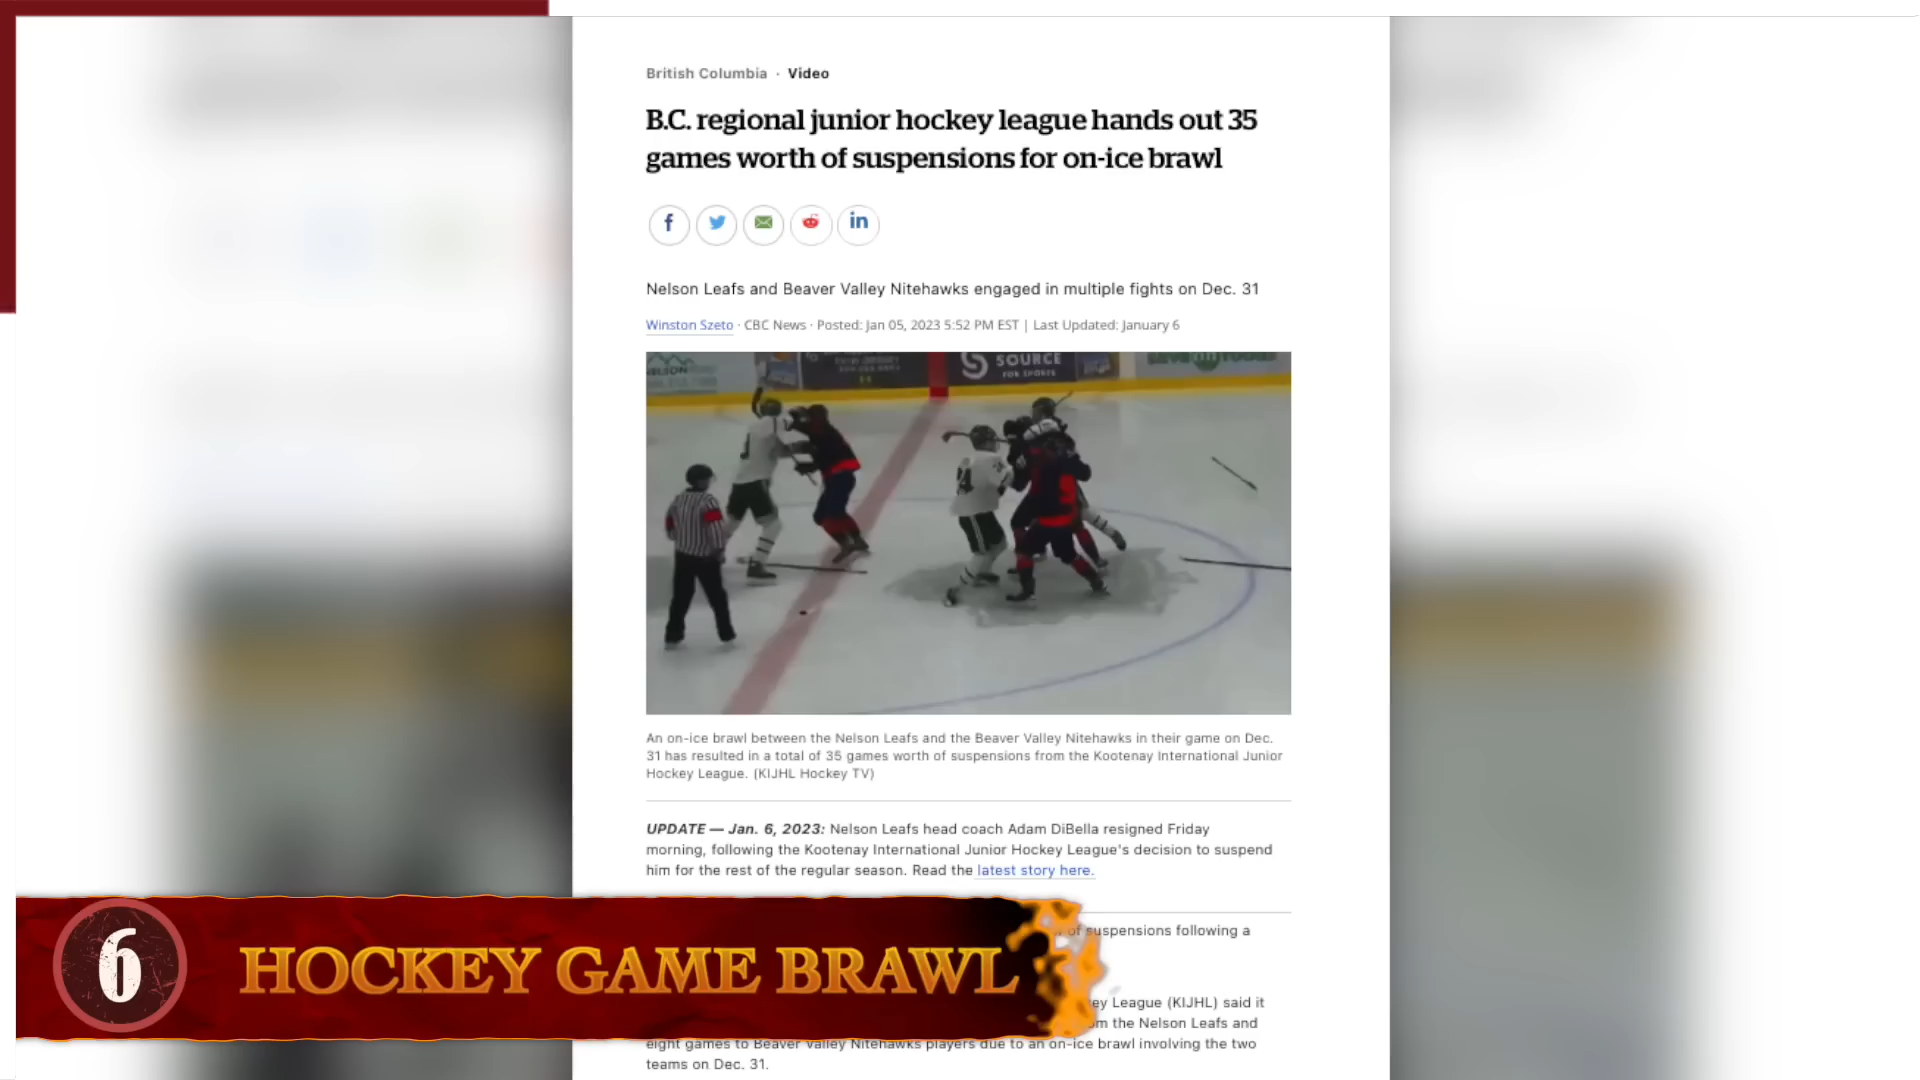 British Columbia · Video
B.C. regional junior hockey league hands out 35
games worth of suspensions for on-ice brawl
Nelson Leafs and Beaver Valley Nitehawks engaged in multiple fights on Dec. 31
Winston Szeto · CBC News · Posted: Jan 05, 2023 5:52 PM EST | Last Updated: January 6
NELSON
SOURCE
FOR SPORTS
An on-ice brawl between the Nelson Leafs and the Beaver Valley Nitehawks in their game on Dec.
31 has resulted in a total of 35 games worth of suspensions from the Kootenay International Junior
Hockey League. (KIJHL Hockey TV)
UPDATE — Jan. 6, 2023: Nelson Leafs head coach Adam DiBella resigned Friday
morning, following the Kootenay International Junior Hockey League's decision to suspend
him for the rest of the regular season. Read the latest story here.
of suspensions following a
6 HOCKEY GAME BRAWL
League (KIJHL) said it
the Nelson Leafs and
eight games to Beaver Valley Nitehawks players due to an on-ice brawl involving the two
teams on Dec. 31.